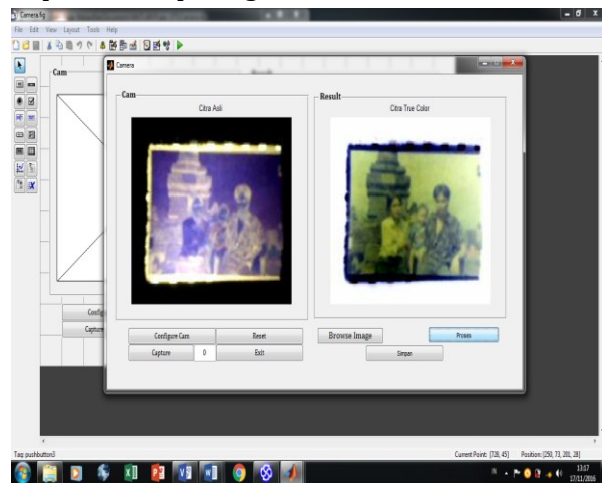 Camera.fig
File Edit View Layout Tools Help
Cam
Camera
Cam
Citra Asli
Result
Citra True Color
Configure Cam
Reset
Browse Image
Proses
Capture
0
Exit
Simpan
Config
Capture
Tag: pushbutton3
Current Point: [728, 45]
Position: [250, 73, 201, 28]
13:17
17/11/2016